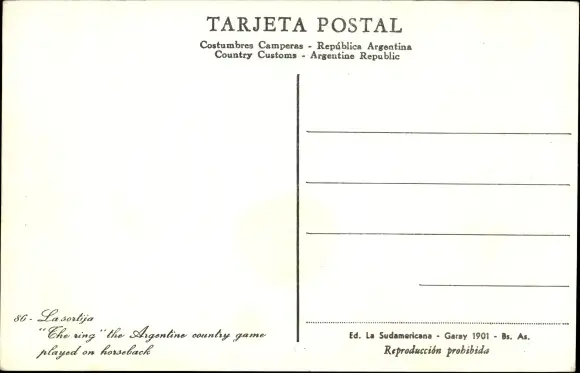 TARJETA POSTAL
Costumbres Camperas - República Argentina
Country Customs - Argentine Republic
86 - La sortija
"The ring" the Argentine country game
played on horseback
Ed. La Sudamericana - Garay 1901 - Bs. As.
Reproducción prohibida